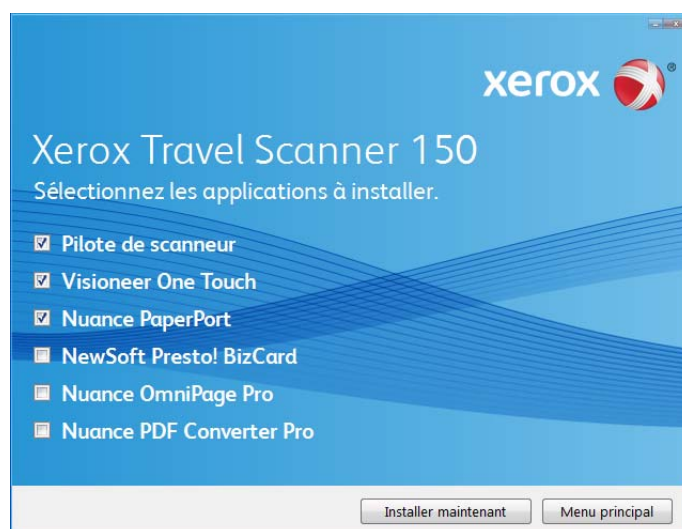 xerox ®
Xerox Travel Scanner 150
Sélectionnez les applications à installer.
Pilote de scanneur
Visioneer One Touch
Nuance PaperPort
NewSoft Presto! BizCard
Nuance OmniPage Pro
Nuance PDF Converter Pro
Installer maintenant Menu principal